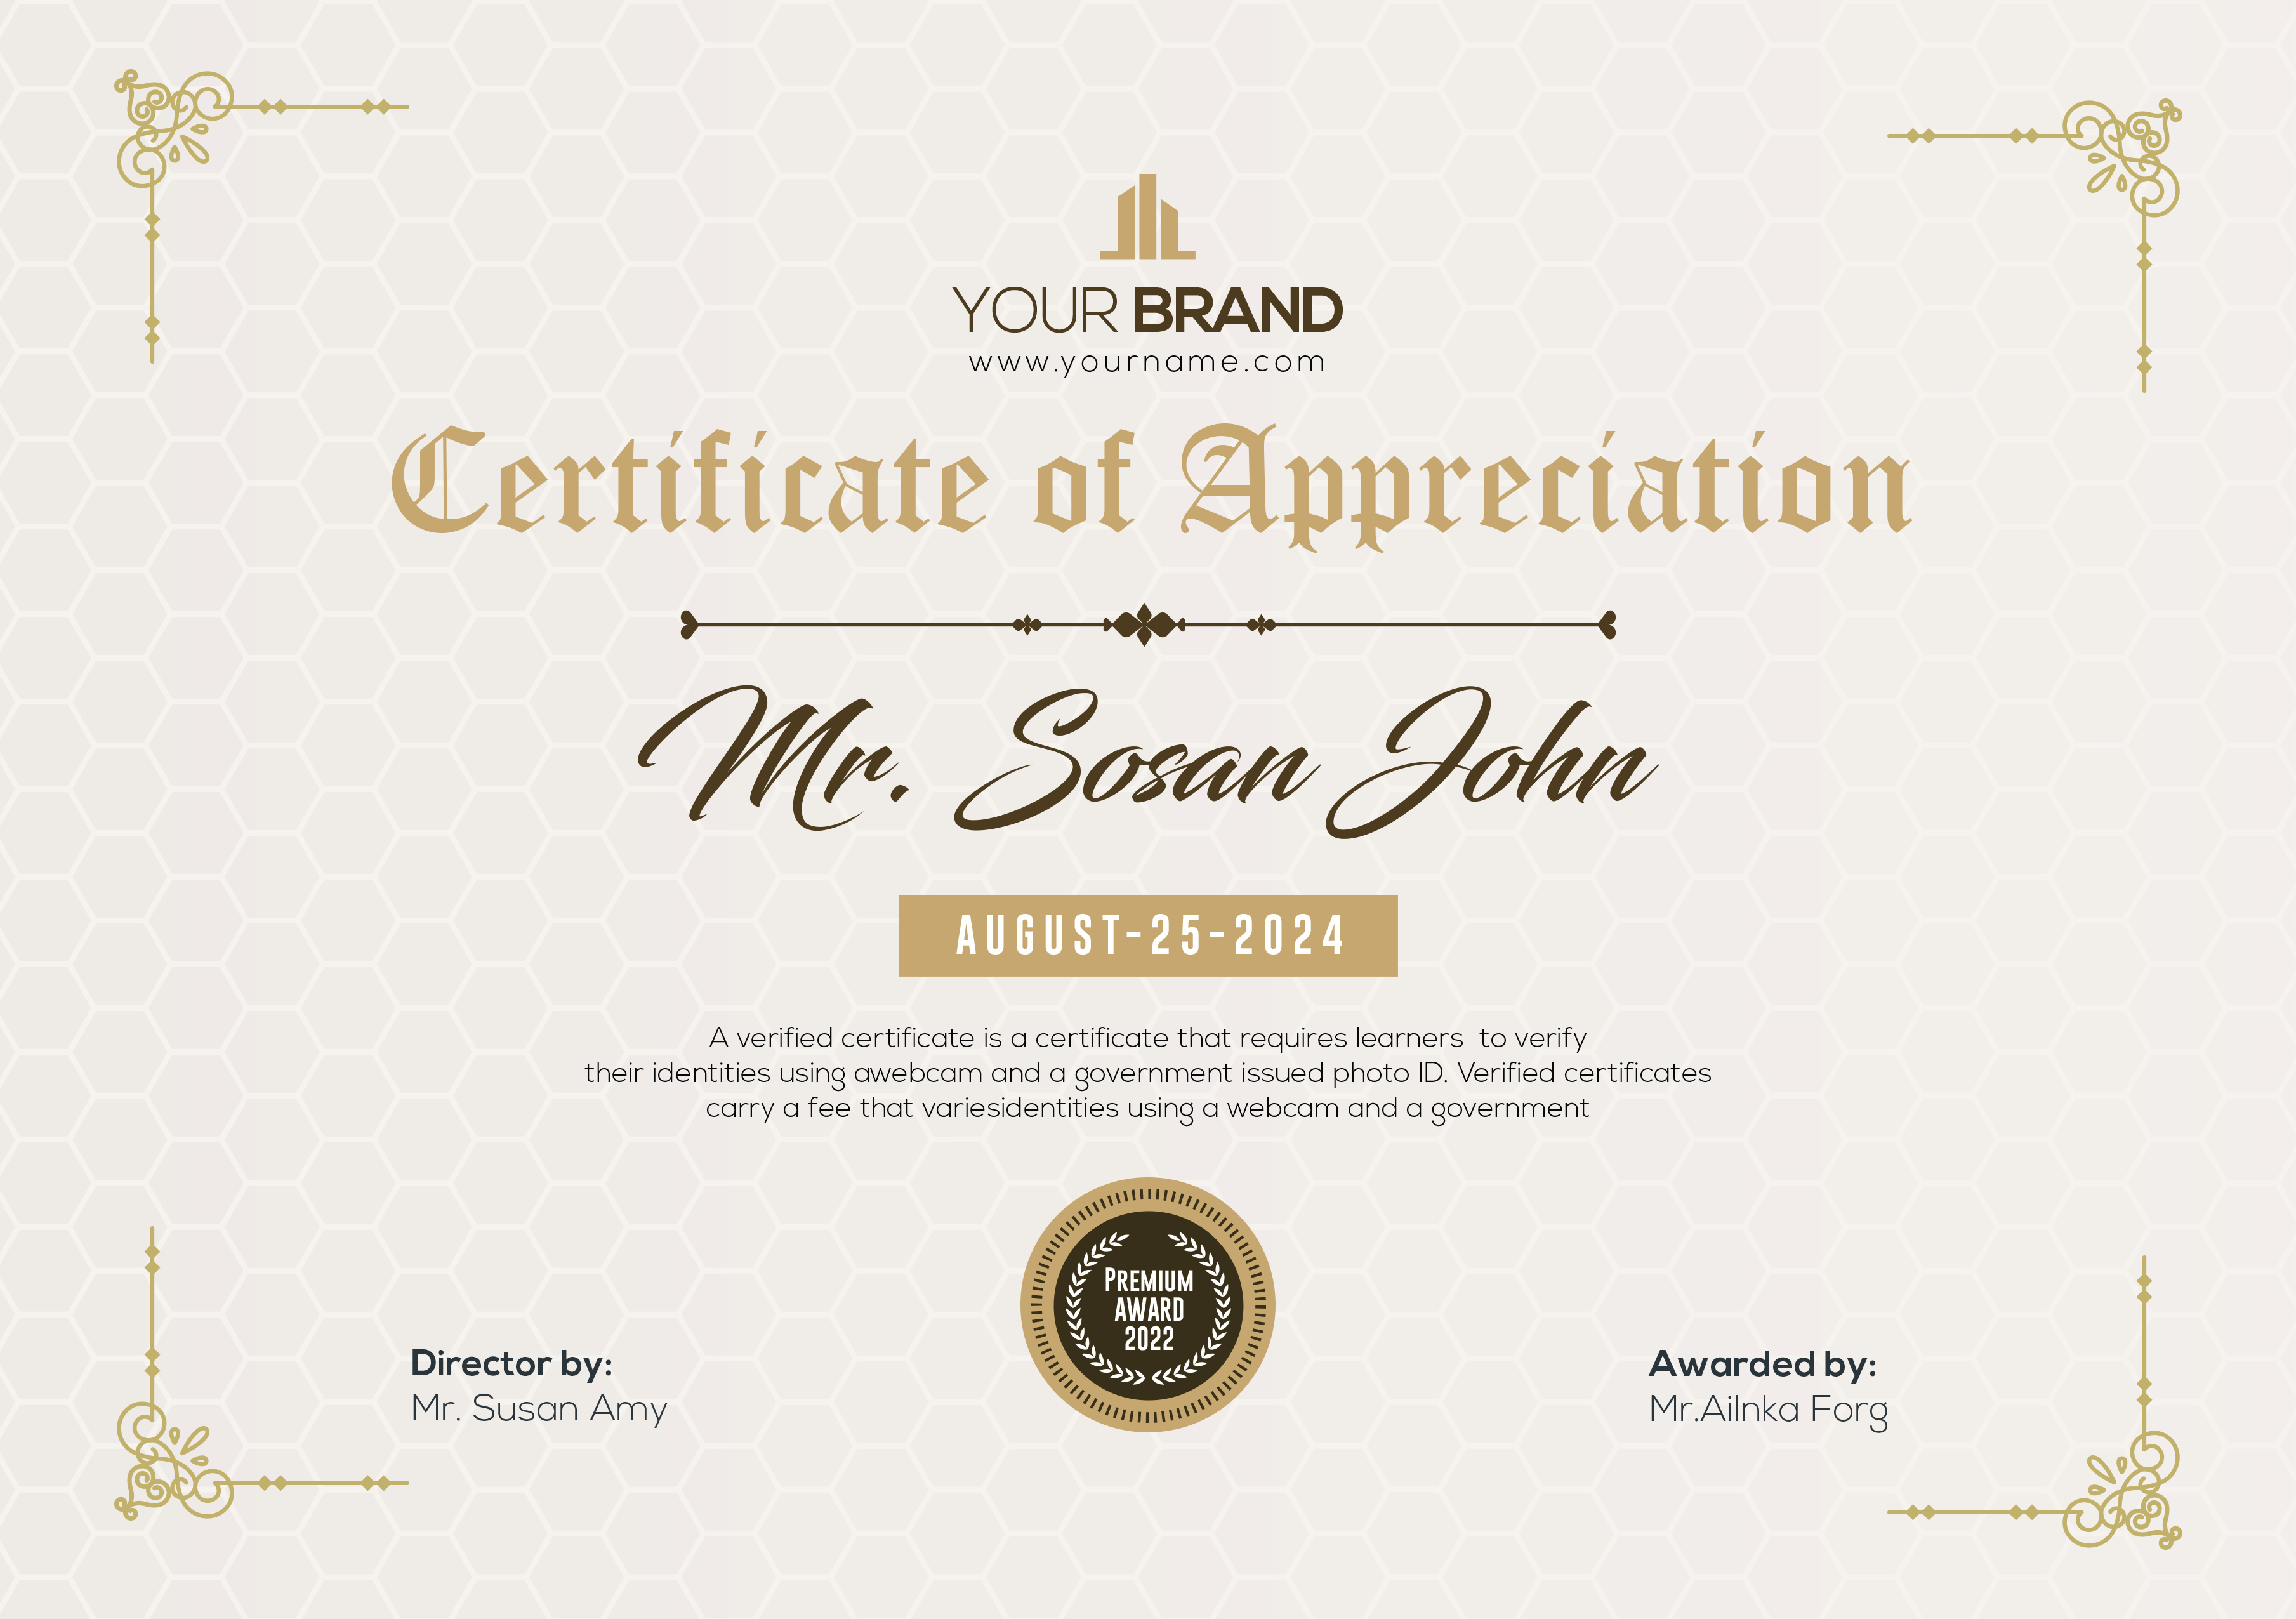 YOUR BRAND
www.yourname.com
Certificate of Appreciation
Mr. Sosan John
AUGUST-25-2024
A verified certificate is a certificate that requires learners  to verify
their identities using awebcam and a government issued photo ID. Verified certificates
carry a fee that variesidentities using a webcam and a government
PREMIUM
AWARD
2022
Director by:
Mr. Susan Amy
Awarded by:
Mr.Ailnka Forg